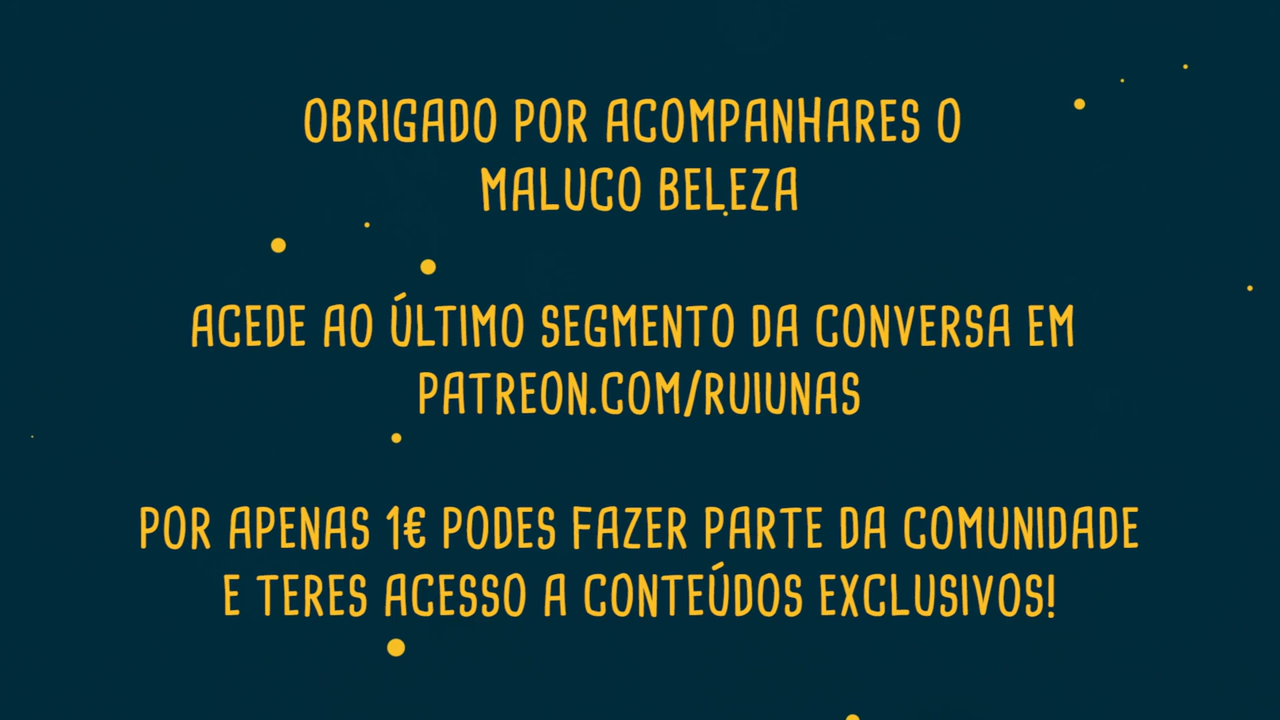 OBRIGADO POR ACOMPANHARES O
MALUCO BELEZA
ACEDE AO ÚLTIMO SEGMENTO DA CONVERSA EM
PATREON.COM/RUIUNAS
POR APENAS 1€ PODES FAZER PARTE DA COMUNIDADE
E TERES ACESSO A CONTEÚDOS EXCLUSIVOS!